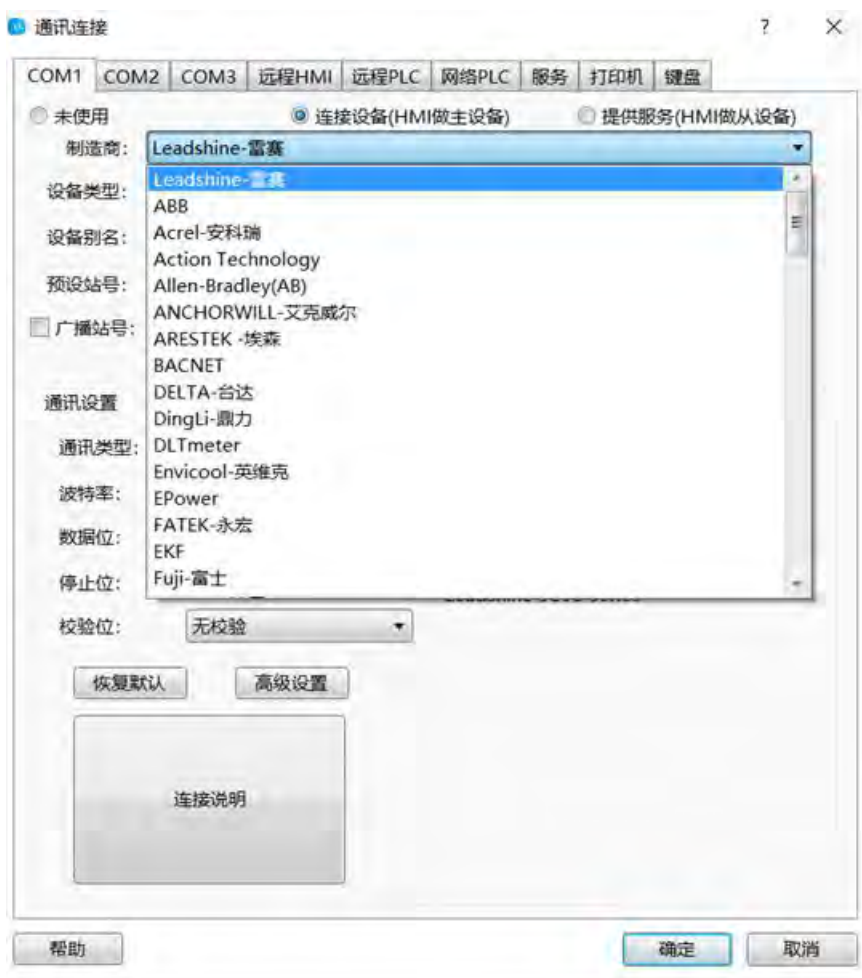 通讯连接 ?
COM1 COM2 COM3 远程HMI 远程PLC 网络PLC 服务 打印机 键盘
未使用 连接设备(HMI做主设备) 提供服务(HMI做从设备)
制造商: Leadshine-雷赛
Leadshine-雷赛
设备类型:
ABB
设备别名: Acrel-安科瑞
Action Technology
预设站号: Allen-Bradley(AB)
ANCHORWILL-艾克威尔
广播站号: ARESTEK -埃森
BACNET
DELTA-台达
通讯设置
DingLi-鼎力
通讯类型: DLTmeter
Envicool-英维克
波特率: EPower
FATEK-永宏
数据位:
EKF
停止位: Fuji-富士
校验位: 无校验
恢复默认 高级设置
连接说明
帮助 确定 取消